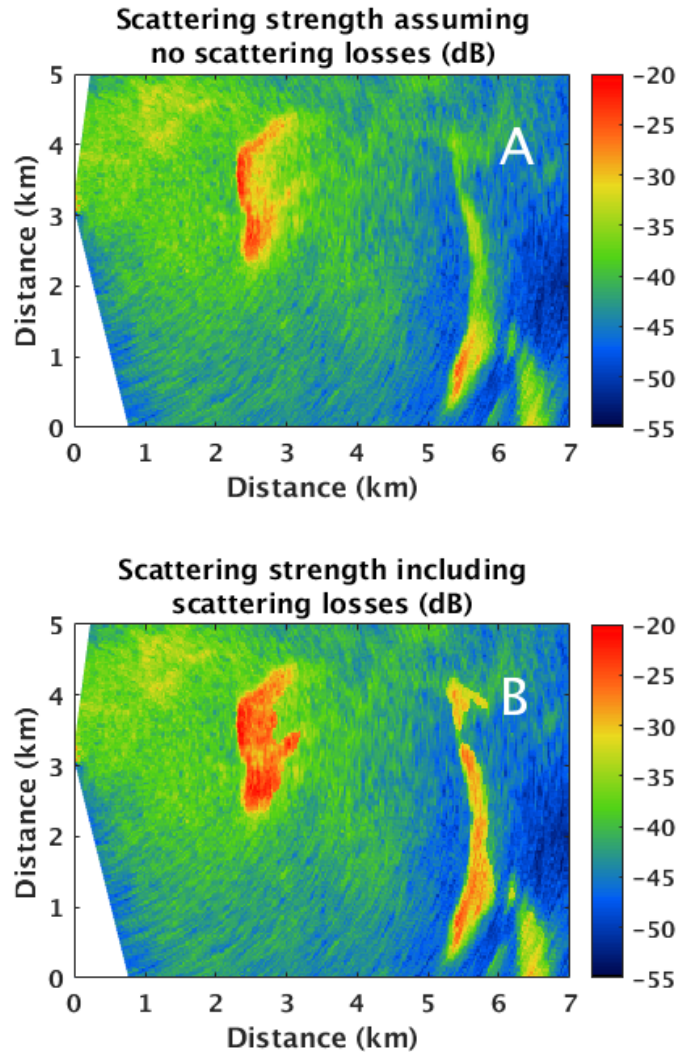 Scattering strength assuming
no scattering losses (dB)
5
4
3
2
1
0
Distance (km)
A
-20
-25
-30
-35
-40
-45
-50
-55
0 1 2 3 4 5 6 7
Distance (km)
Scattering strength including
scattering losses (dB)
5
4
3
2
1
0
Distance (km)
B
-20
-25
-30
-35
-40
-45
-50
-55
0 1 2 3 4 5 6 7
Distance (km)